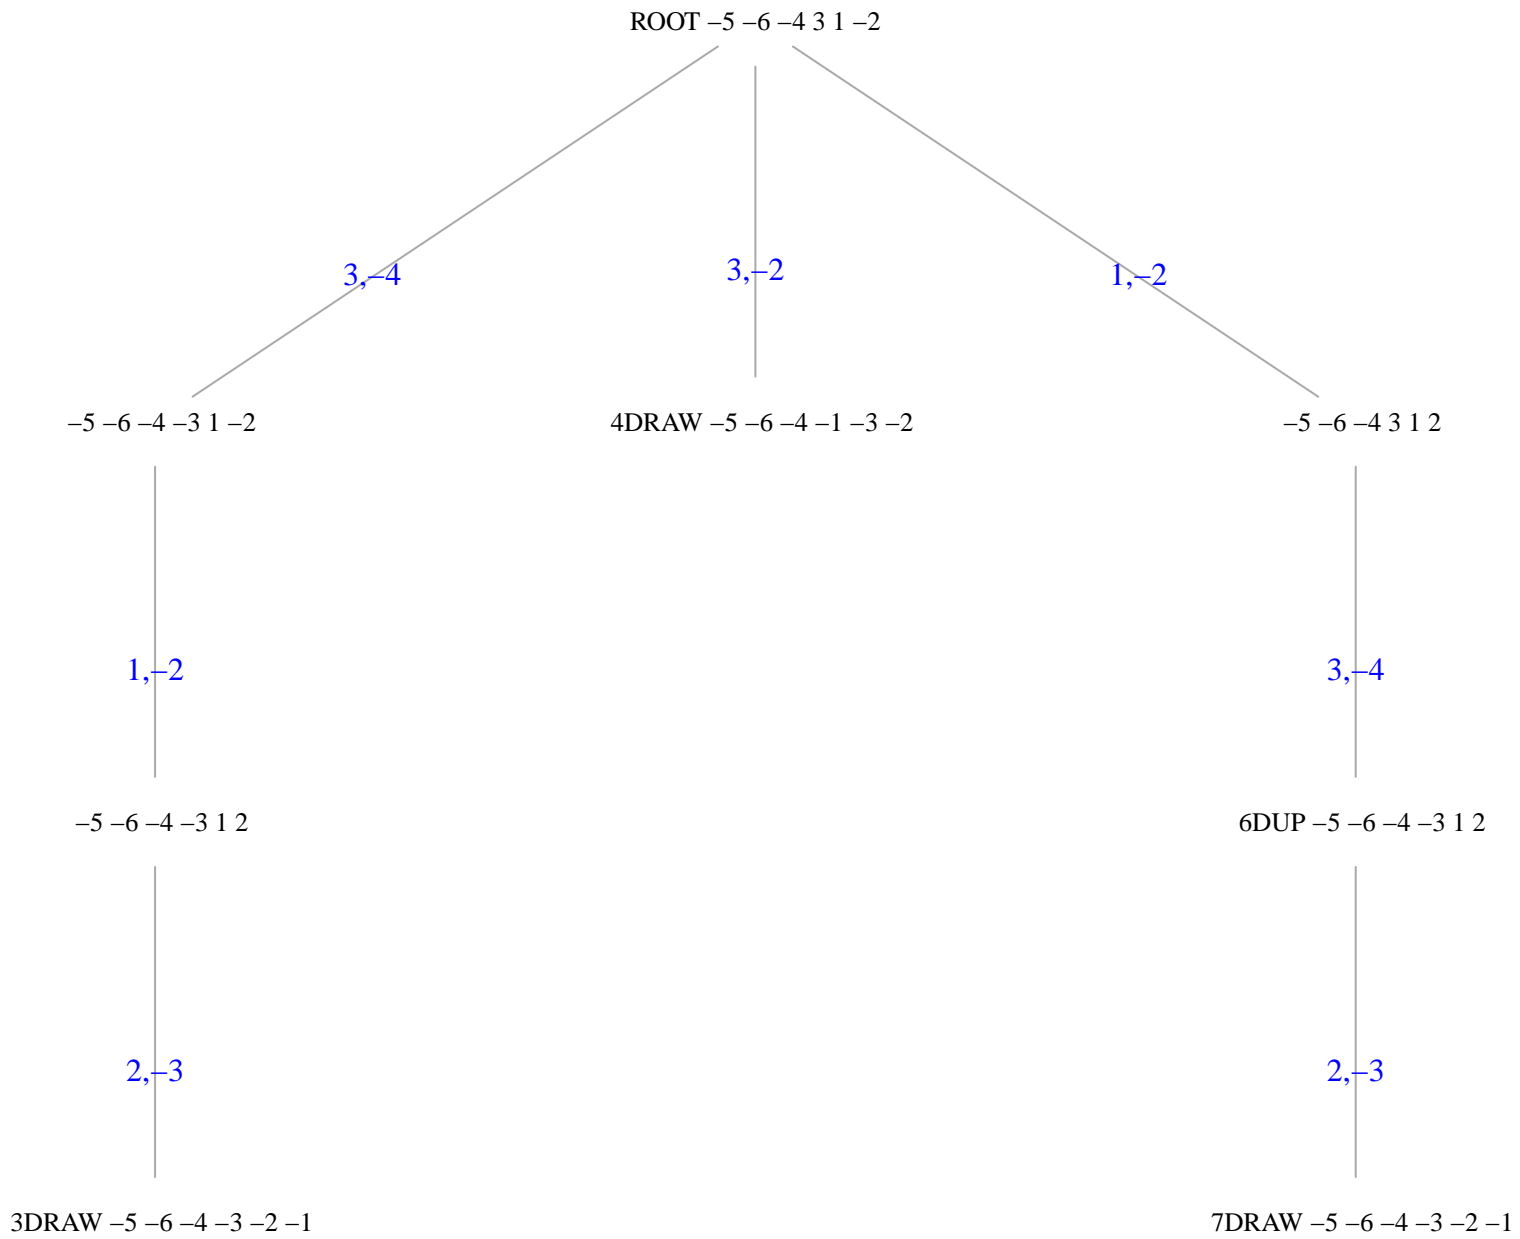 ROOT –5 –6 –4 3 1 –2
3,–4
3,–2
1,–2
–5 –6 –4 –3 1 –2
4DRAW –5 –6 –4 –1 –3 –2
–5 –6 –4 3 1 2
1,–2
3,–4
–5 –6 –4 –3 1 2
6DUP –5 –6 –4 –3 1 2
2,–3
2,–3
3DRAW –5 –6 –4 –3 –2 –1
7DRAW –5 –6 –4 –3 –2 –1